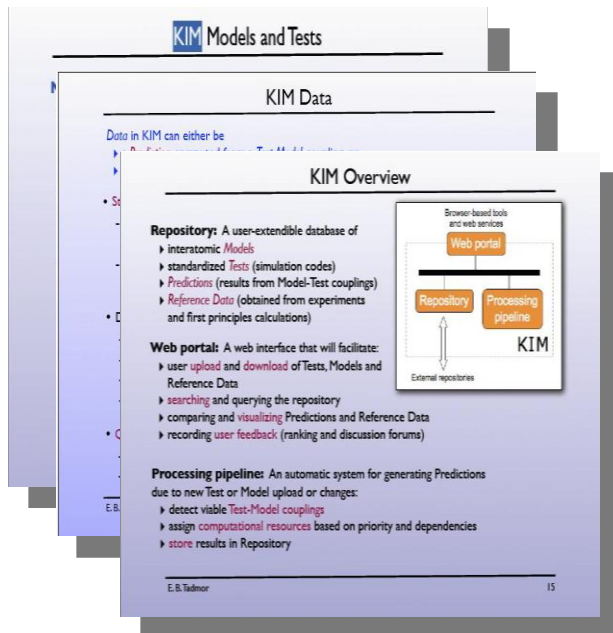 KIM Models and Tests
KIM Data
Data in KIM can either be
KIM Overview
Repository: A user-extendible database of
interatomic Models
standardized Tests (simulation codes)
Predictions (results from Model-Test couplings)
Reference Data (obtained from experiments
and first principles calculations)
Browser-based tools
and web services
Web portal
Repository
Processing
pipeline
KIM
External repositories
Web portal: A web interface that will facilitate:
user upload and download of Tests, Models and
Reference Data
searching and querying the repository
comparing and visualizing Predictions and Reference Data
recording user feedback (ranking and discussion forums)
Processing pipeline: An automatic system for generating Predictions
due to new Test or Model upload or changes:
detect viable Test-Model couplings
assign computational resources based on priority and dependencies
store results in Repository
E. B. Tadmor
15